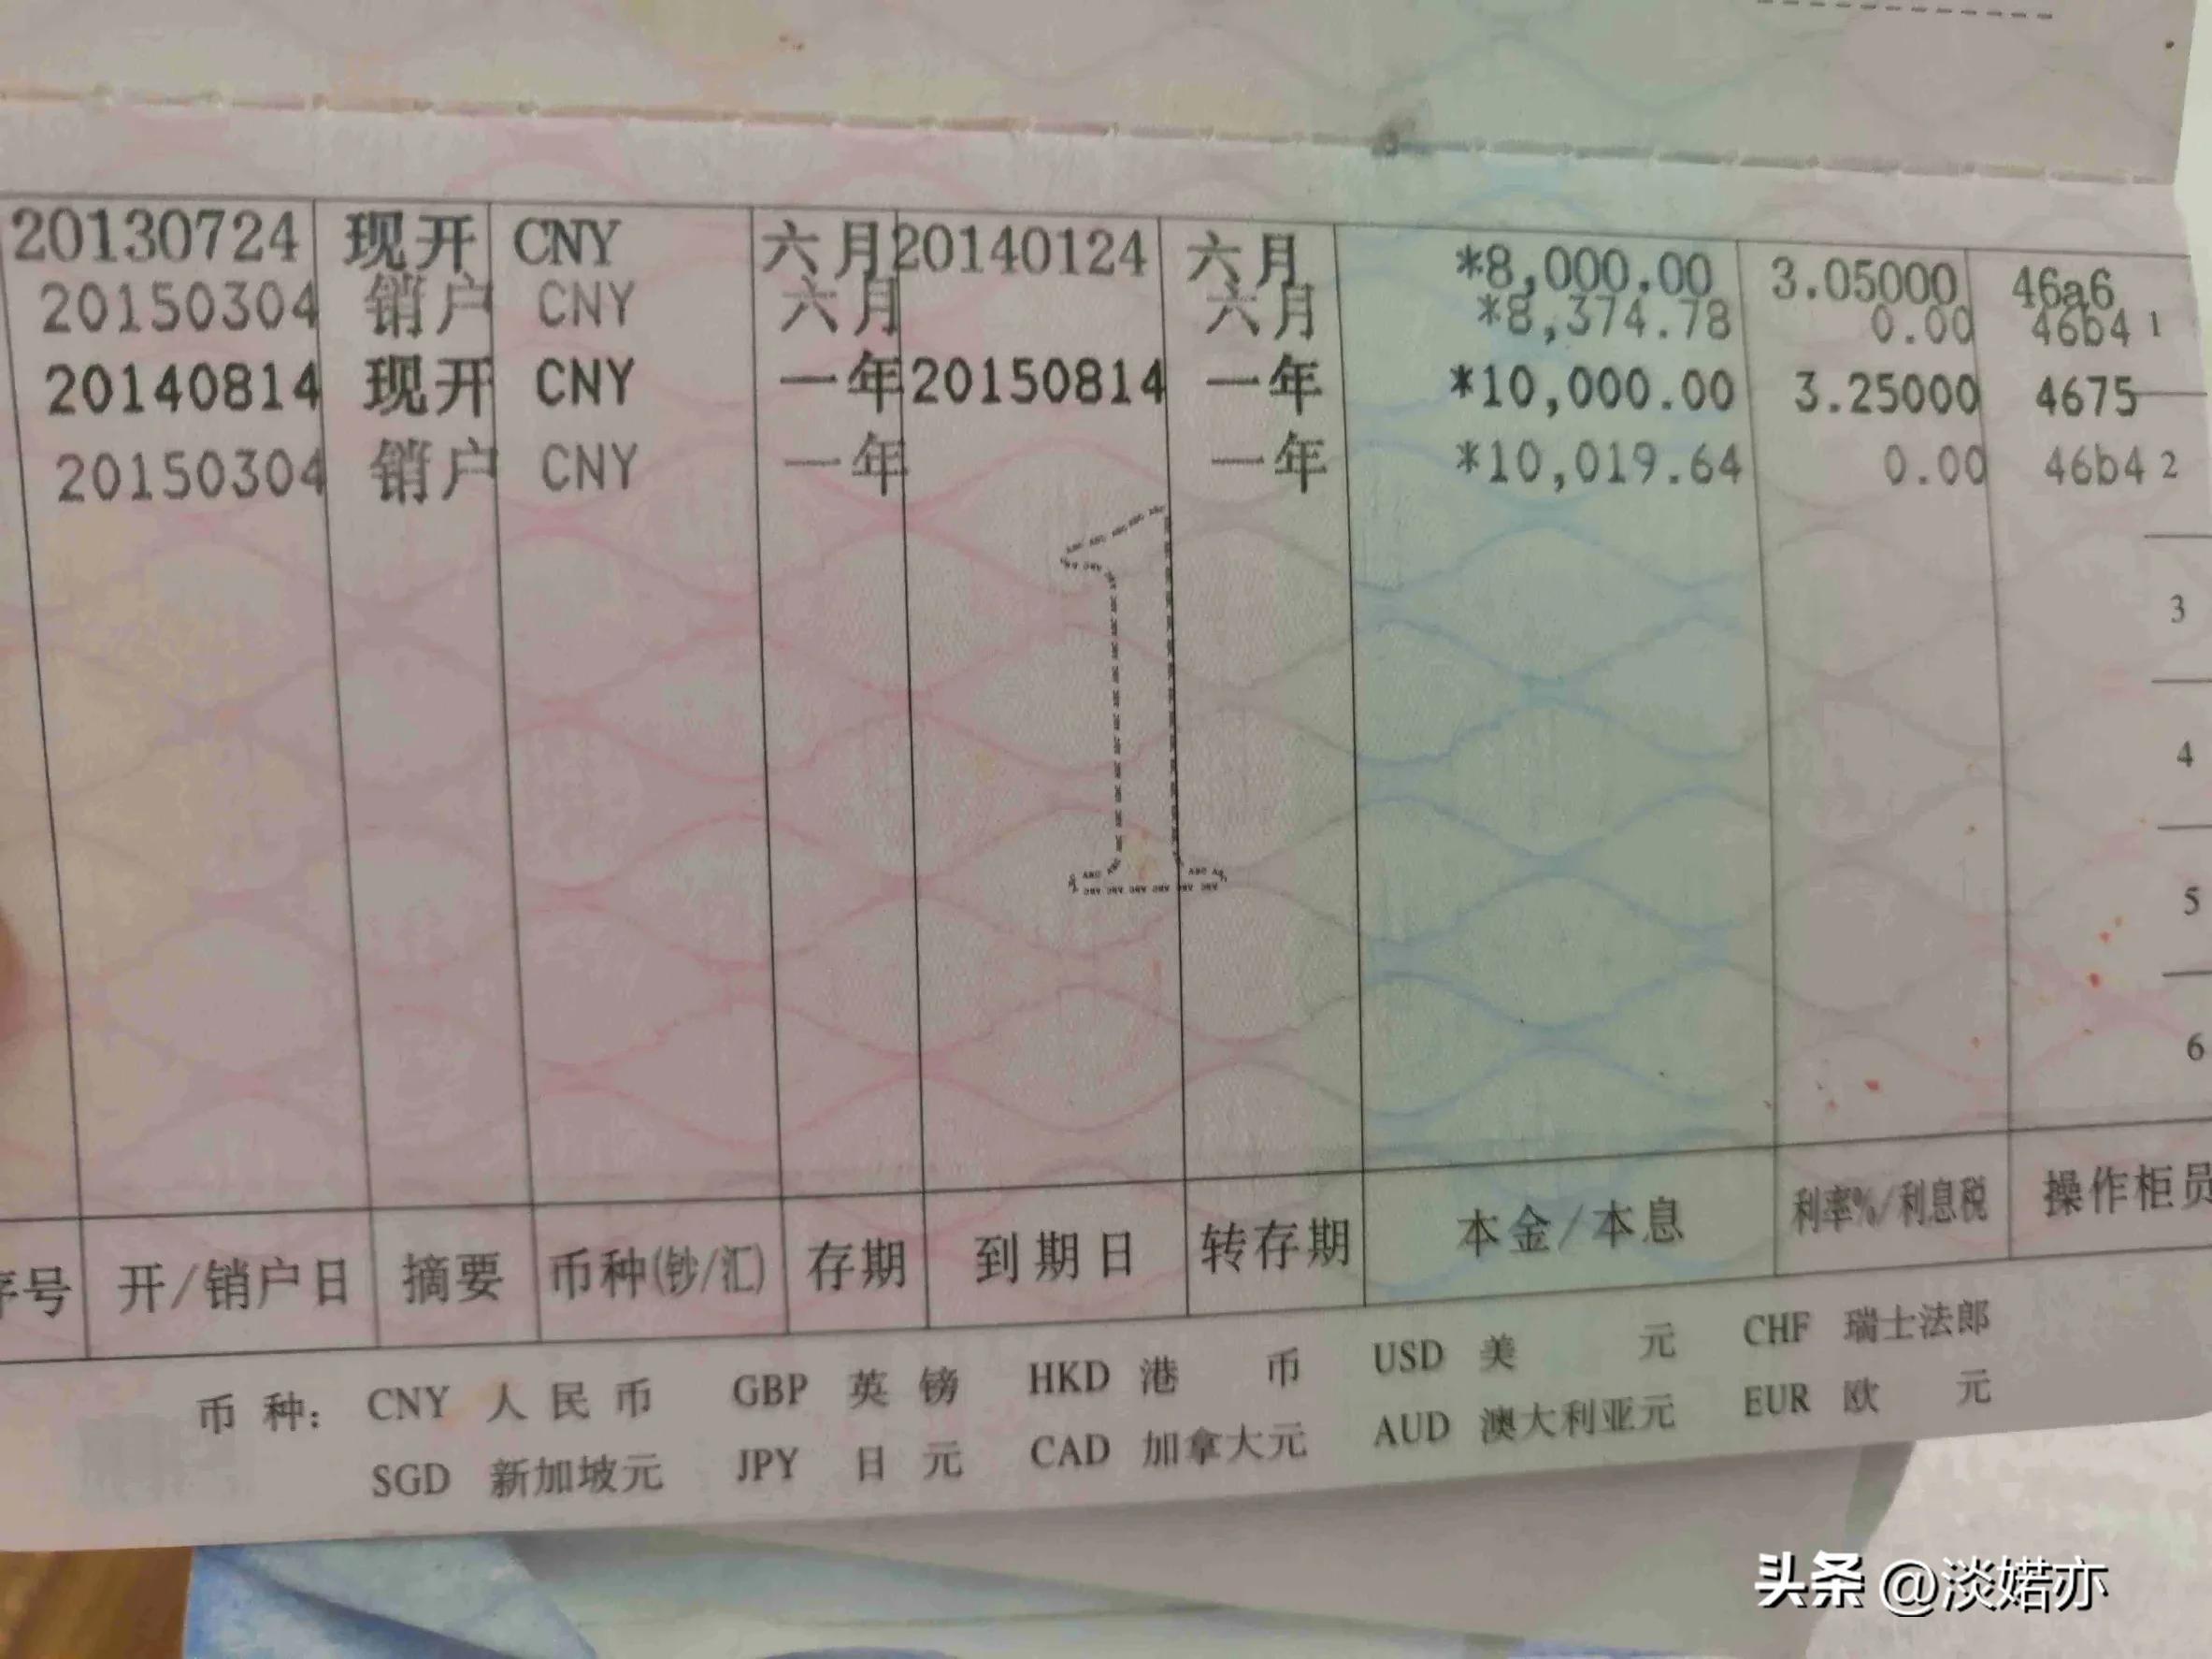 20130724 现开 CNY 六月 20140124 六月 *8,000.00 3.05000 46a6
20150304 销户 CNY 六月 六月 *8,374.78 0.00 46b4 1
20140814 现开 CNY 一年 20150814 一年 *10,000.00 3.25000 4675
20150304 销户 CNY 一年 一年 *10,019.64 0.00 46b4 2
3
4
5
6
序号 开/销户日 摘要 币种(钞/汇) 存期 到期日 转存期 本金/本息 利率%/利息税 操作柜员
币种: CNY 人民币 GBP 英镑 HKD 港币 USD 美元 CHF 瑞士法郎
SGD 新加坡元 JPY 日元 CAD 加拿大元 AUD 澳大利亚元 EUR 欧元
头条 @淡婼亦